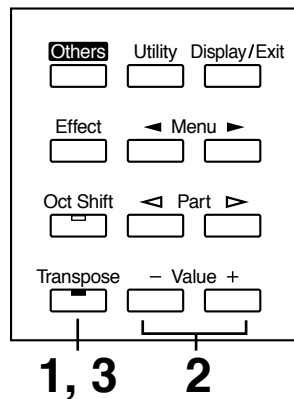 Others Utility Display/Exit
Effect ◄ Menu ►
Oct Shift ◅ Part ▻
Transpose − Value +
1, 3 2